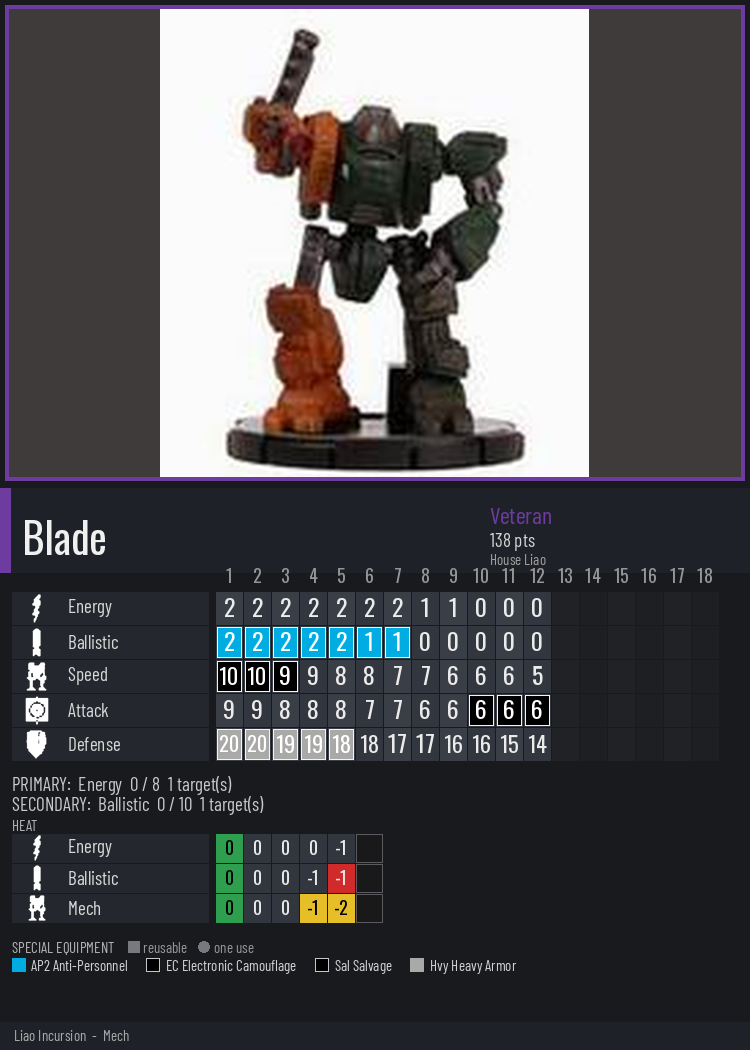 Blade
Veteran
138 pts
House Liao
1 2 3 4 5 6 7 8 9 10 11 12 13 14 15 16 17 18
Energy 2 2 2 2 2 2 2 1 1 0 0 0
Ballistic 2 2 2 2 2 1 1 0 0 0 0 0
Speed 10 10 9 9 8 8 7 7 6 6 6 5
Attack 9 9 8 8 8 7 7 6 6 6 6 6
Defense 20 20 19 19 18 18 17 17 16 16 15 14
PRIMARY: Energy 0 / 8 1 target(s)
SECONDARY: Ballistic 0 / 10 1 target(s)
HEAT
Energy 0 0 0 0 -1
Ballistic 0 0 0 -1 -1
Mech 0 0 0 -1 -2
SPECIAL EQUIPMENT reusable one use
AP2 Anti-Personnel EC Electronic Camouflage Sal Salvage Hvy Heavy Armor
Liao Incursion - Mech